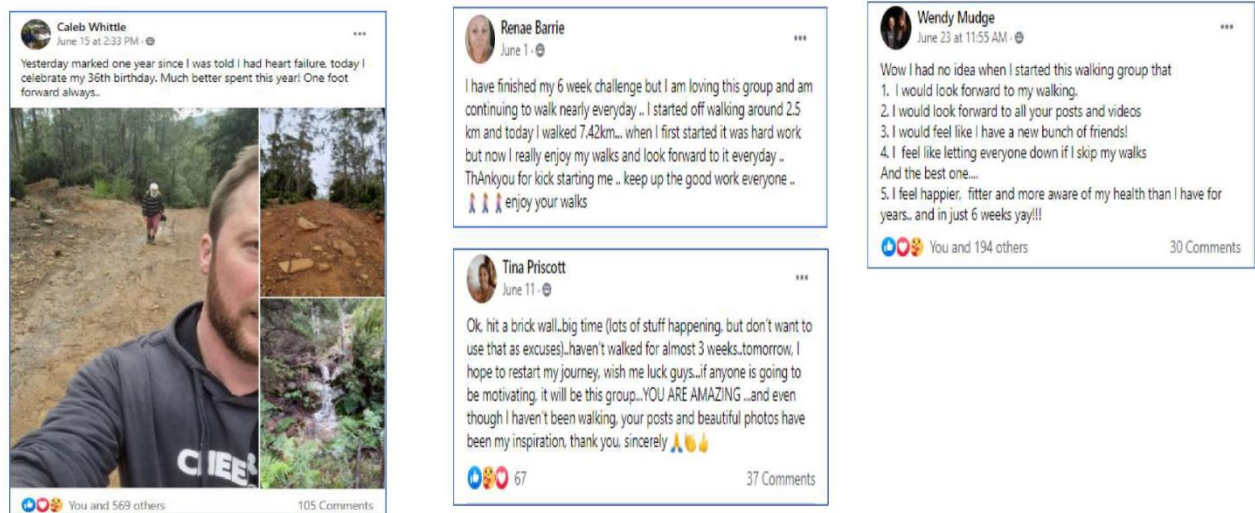 Caleb Whittle
June 15 at 2:33 PM ·
Yesterday marked one year since I was told I had heart failure, today I
celebrate my 36th birthday. Much better spent this year! One foot
forward always..
You and 569 others
105 Comments
Renae Barrie
June 1 ·
I have finished my 6 week challenge but I am loving this group and am
continuing to walk nearly everyday .. I started off walking around 2.5
km and today I walked 7.42km... when I first started it was hard work
but now I really enjoy my walks and look forward to it everyday ..
ThAnkyou for kick starting me .. keep up the good work everyone ..
enjoy your walks
Tina Priscott
June 11 ·
Ok, hit a brick wall..big time (lots of stuff happening, but don't want to
use that as excuses)..haven't walked for almost 3 weeks..tomorrow, I
hope to restart my journey, wish me luck guys...if anyone is going to
be motivating, it will be this group...YOU ARE AMAZING ...and even
though I haven't been walking, your posts and beautiful photos have
been my inspiration, thank you, sincerely 🙏👏👍
67
37 Comments
Wendy Mudge
June 23 at 11:55 AM ·
Wow I had no idea when I started this walking group that
1. I would look forward to my walking.
2. I would look forward to all your posts and videos
3. I would feel like I have a new bunch of friends!
4. I feel like letting everyone down if I skip my walks
And the best one....
5. I feel happier, fitter and more aware of my health than I have for
years.. and in just 6 weeks yay!!!
You and 194 others
30 Comments